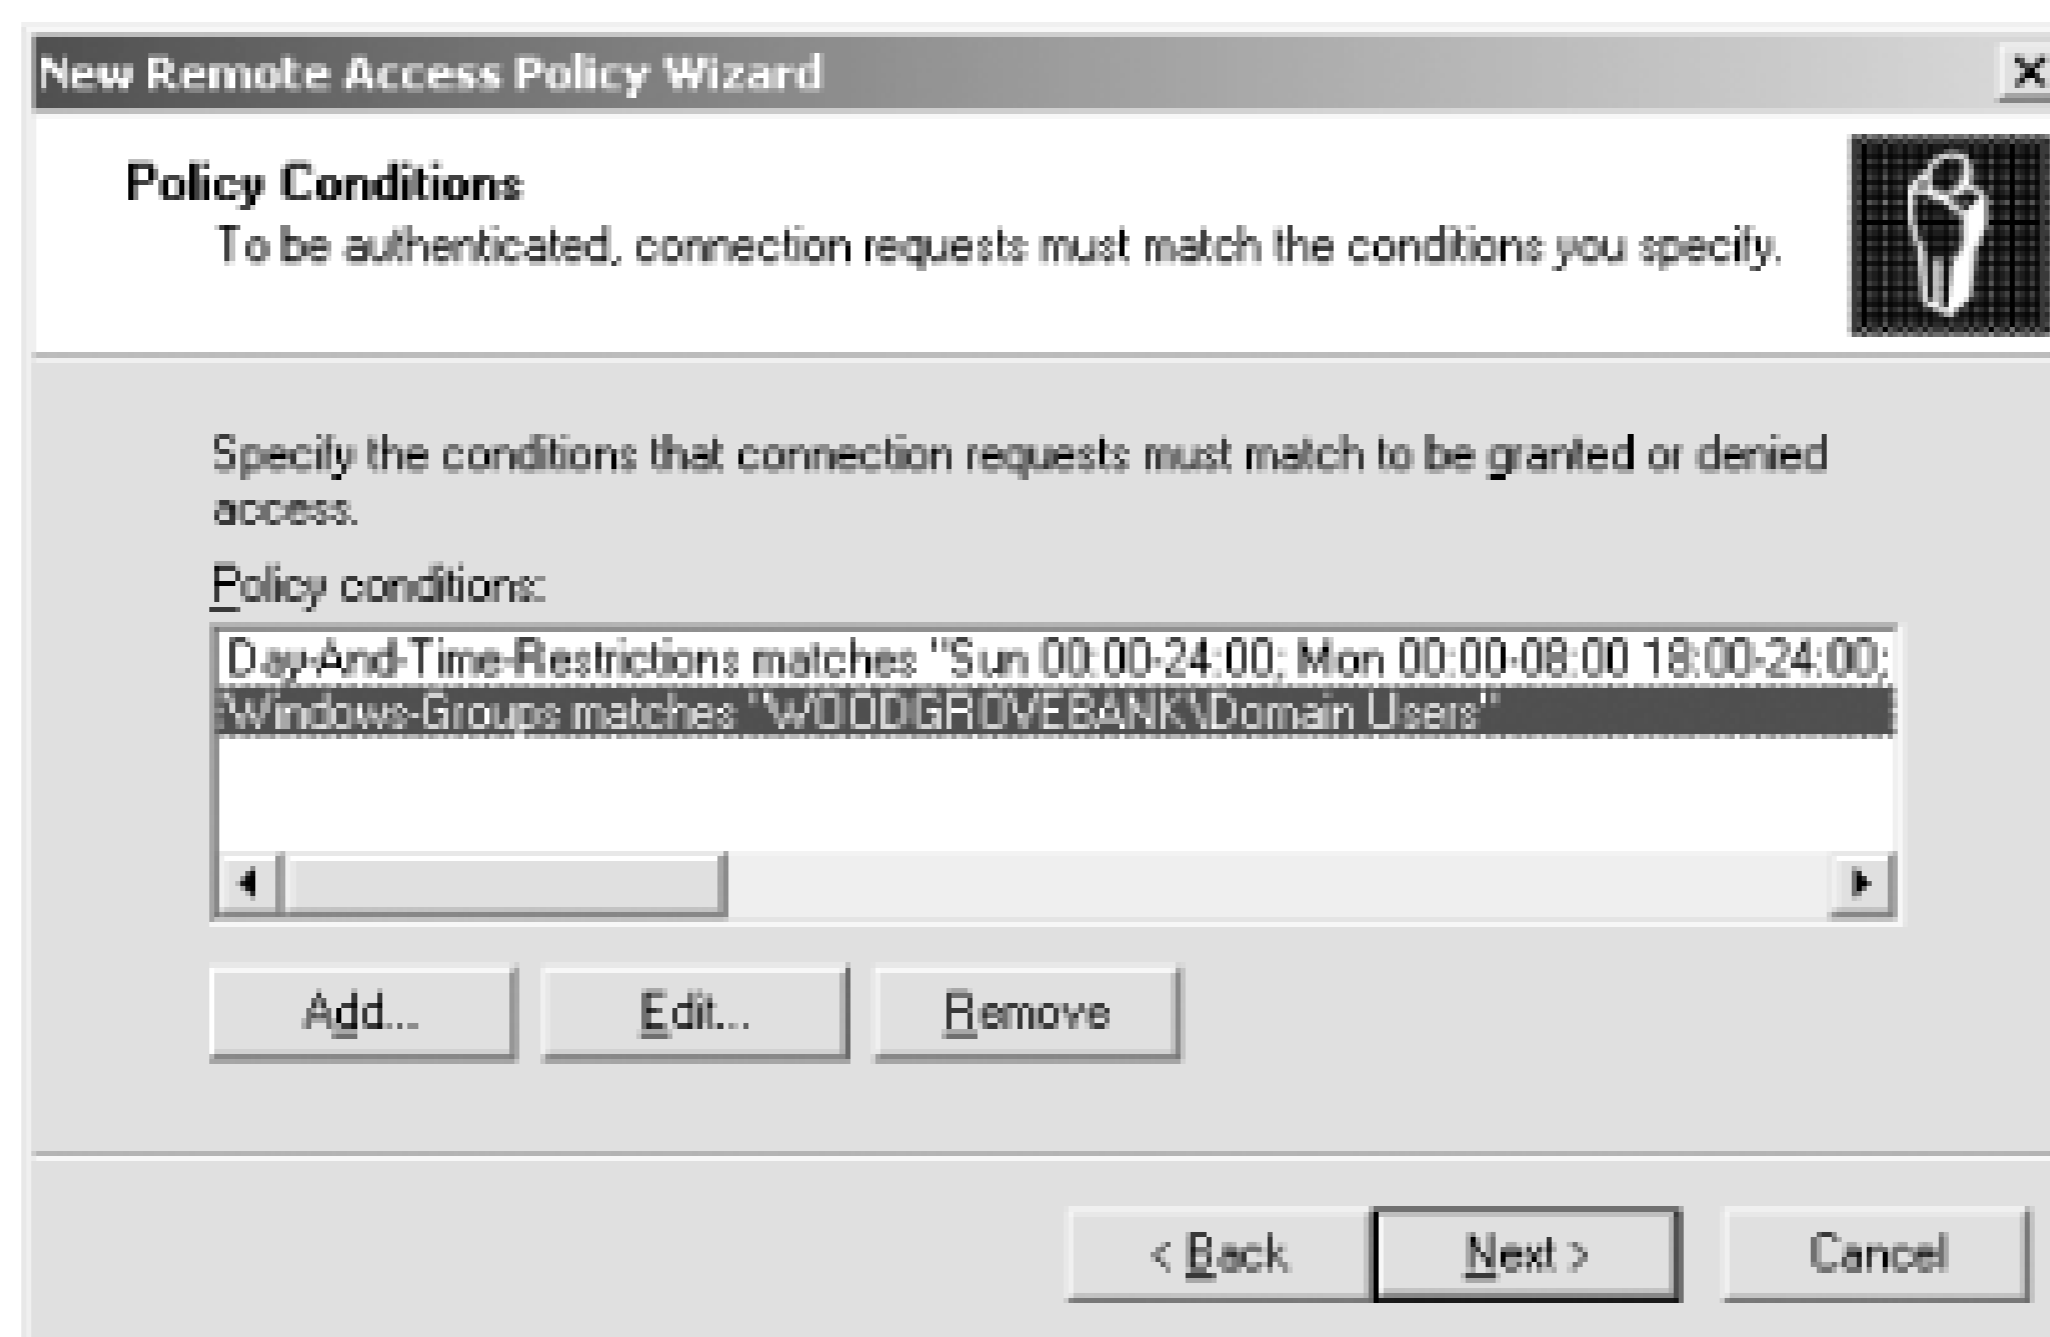 New Remote Access Policy Wizard
Policy Conditions
To be authenticated, connection requests must match the conditions you specify.
Specify the conditions that connection requests must match to be granted or denied
access.
Policy conditions:
Day-And-Time-Restrictions matches "Sun 00:00-24:00; Mon 00:00-08:00 18:00-24:00;
Windows-Groups matches "WOODGROVEBANK\Domain Users"
Add... Edit... Remove
< Back Next > Cancel